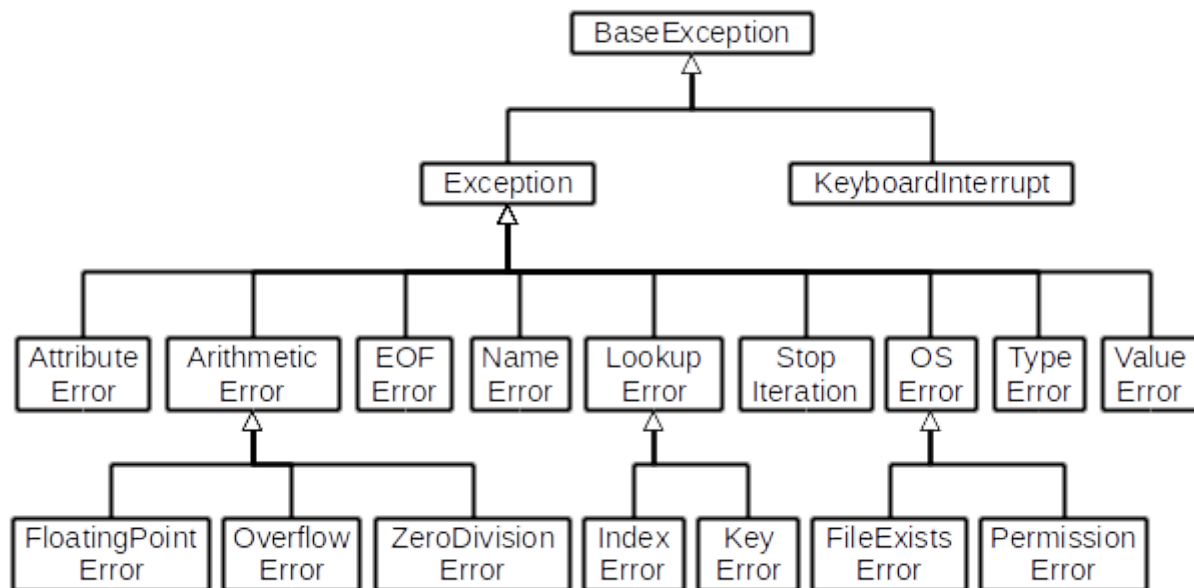 BaseException
Exception
KeyboardInterrupt
Attribute
Error
Arithmetic
Error
EOF
Error
Name
Error
Lookup
Error
Stop
Iteration
OS
Error
Type
Error
Value
Error
FloatingPoint
Error
Overflow
Error
ZeroDivision
Error
Index
Error
Key
Error
FileExists
Error
Permission
Error